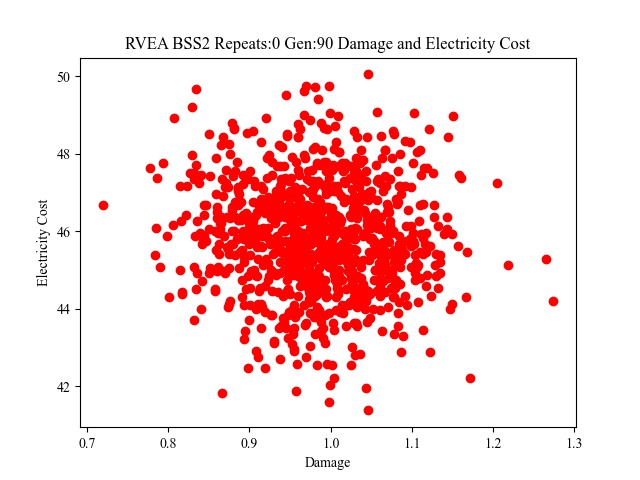 RVEA BSS2 Repeats:0 Gen:90 Damage and Electricity Cost
50
48
46
44
42
Electricity Cost
0.7 0.8 0.9 1.0 1.1 1.2 1.3
Damage